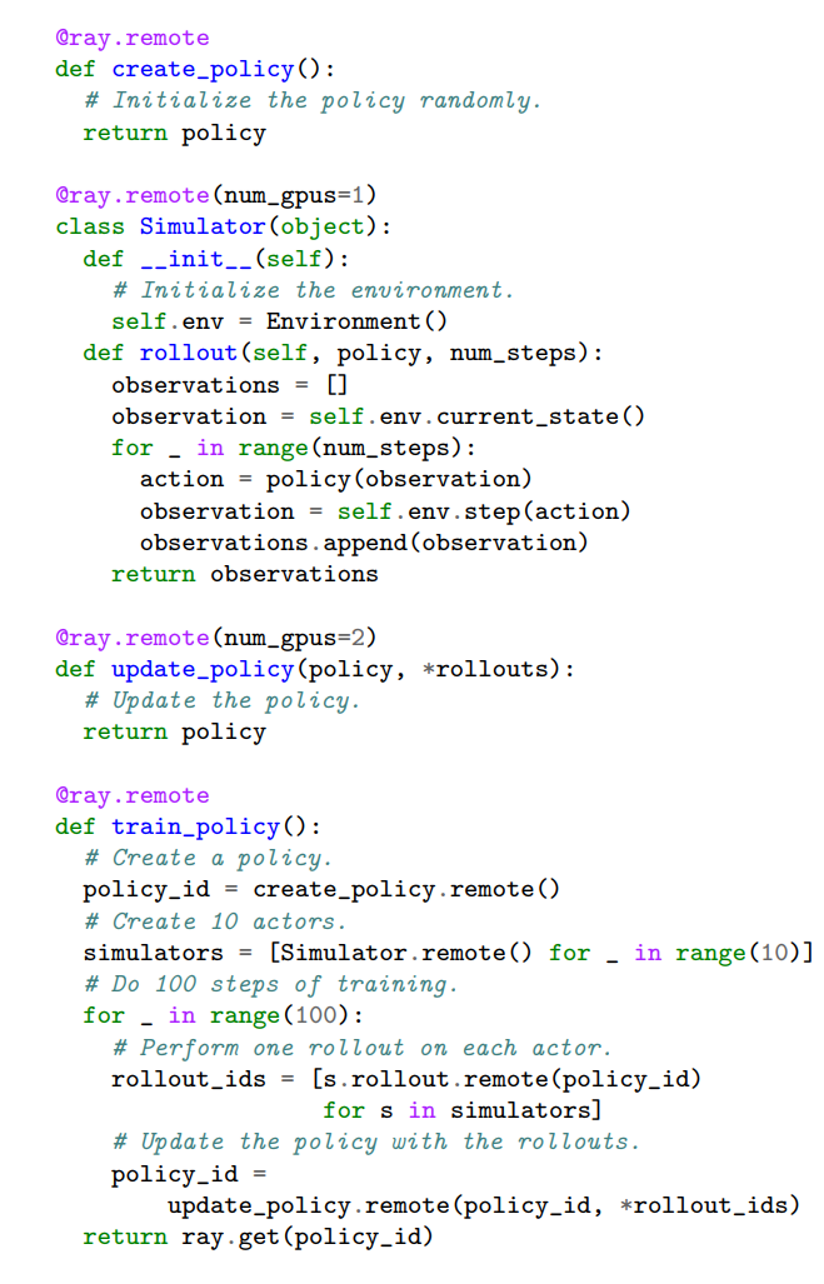 @ray.remote
def create_policy():
  # Initialize the policy randomly.
  return policy

@ray.remote(num_gpus=1)
class Simulator(object):
  def __init__(self):
    # Initialize the environment.
    self.env = Environment()
  def rollout(self, policy, num_steps):
    observations = []
    observation = self.env.current_state()
    for _ in range(num_steps):
      action = policy(observation)
      observation = self.env.step(action)
      observations.append(observation)
    return observations

@ray.remote(num_gpus=2)
def update_policy(policy, *rollouts):
  # Update the policy.
  return policy

@ray.remote
def train_policy():
  # Create a policy.
  policy_id = create_policy.remote()
  # Create 10 actors.
  simulators = [Simulator.remote() for _ in range(10)]
  # Do 100 steps of training.
  for _ in range(100):
    # Perform one rollout on each actor.
    rollout_ids = [s.rollout.remote(policy_id)
                   for s in simulators]
    # Update the policy with the rollouts.
    policy_id =
        update_policy.remote(policy_id, *rollout_ids)
  return ray.get(policy_id)